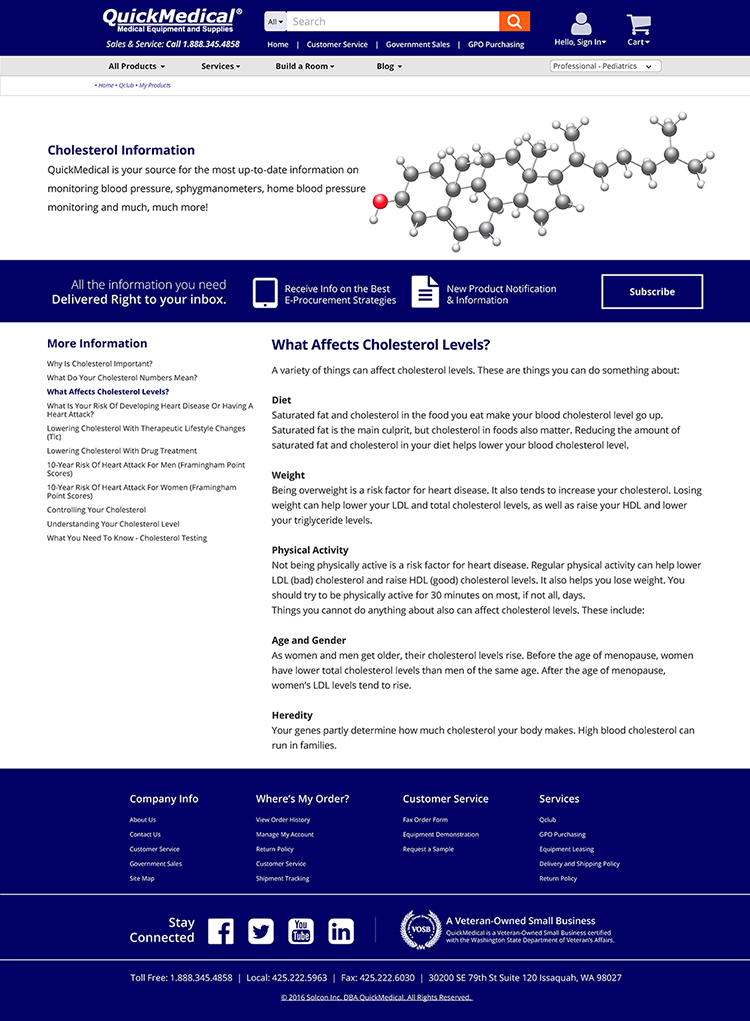 QuickMedical®
Medical Equipment and Supplies
Sales & Service: Call 1.888.345.4858
All
Search
Home | Customer Service | Government Sales | GPO Purchasing
Hello, Sign In
Cart
All Products
Services
Build a Room
Blog
Professional - Pediatrics
• Home • Qclub • My Products
Cholesterol Information
QuickMedical is your source for the most up-to-date information on
monitoring blood pressure, sphygmanometers, home blood pressure
monitoring and much, much more!
All the information you need
Delivered Right to your inbox.
Receive Info on the Best
E-Procurement Strategies
New Product Notification
& Information
Subscribe
More Information
Why Is Cholesterol Important?
What Do Your Cholesterol Numbers Mean?
What Affects Cholesterol Levels?
What Is Your Risk Of Developing Heart Disease Or Having A
Heart Attack?
Lowering Cholesterol With Therapeutic Lifestyle Changes
(Tlc)
Lowering Cholesterol With Drug Treatment
10-Year Risk Of Heart Attack For Men (Framingham Point
Scores)
10-Year Risk Of Heart Attack For Women (Framingham
Point Scores)
Controlling Your Cholesterol
Understanding Your Cholesterol Level
What You Need To Know - Cholesterol Testing
What Affects Cholesterol Levels?
A variety of things can affect cholesterol levels. These are things you can do something about:
Diet
Saturated fat and cholesterol in the food you eat make your blood cholesterol level go up.
Saturated fat is the main culprit, but cholesterol in foods also matter. Reducing the amount of
saturated fat and cholesterol in your diet helps lower your blood cholesterol level.
Weight
Being overweight is a risk factor for heart disease. It also tends to increase your cholesterol. Losing
weight can help lower your LDL and total cholesterol levels, as well as raise your HDL and lower
your triglyceride levels.
Physical Activity
Not being physically active is a risk factor for heart disease. Regular physical activity can help lower
LDL (bad) cholesterol and raise HDL (good) cholesterol levels. It also helps you lose weight. You
should try to be physically active for 30 minutes on most, if not all, days.
Things you cannot do anything about also can affect cholesterol levels. These include:
Age and Gender
As women and men get older, their cholesterol levels rise. Before the age of menopause, women
have lower total cholesterol levels than men of the same age. After the age of menopause,
women's LDL levels tend to rise.
Heredity
Your genes partly determine how much cholesterol your body makes. High blood cholesterol can
run in families.
Company Info
About Us
Contact Us
Customer Service
Government Sales
Site Map
Where's My Order?
View Order History
Manage My Account
Return Policy
Customer Service
Shipment Tracking
Customer Service
Fax Order Form
Equipment Demonstration
Request a Sample
Services
Qclub
GPO Purchasing
Equipment Leasing
Delivery and Shipping Policy
Return Policy
Stay
Connected
You
Tube
in
VOSB
A Veteran-Owned Small Business
QuickMedical is a Veteran-Owned Small Business certified
with the Washington State Department of Veteran's Affairs.
Toll Free: 1.888.345.4858 | Local: 425.222.5963 | Fax: 425.222.6030 | 30200 SE 79th St Suite 120 Issaquah, WA 98027
© 2016 Solcon Inc. DBA QuickMedical. All Rights Reserved.